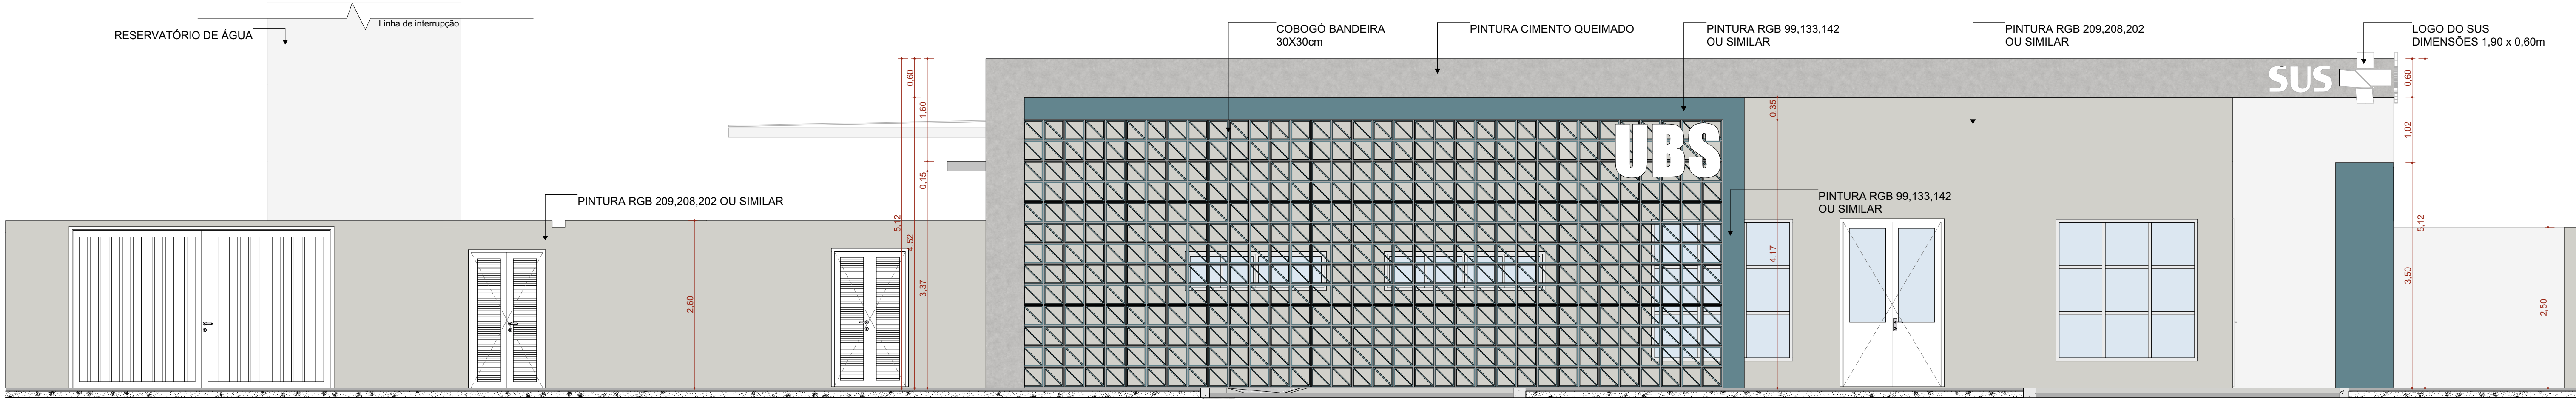 Linha de interrupção
RESERVATÓRIO DE ÁGUA
COBOGÓ BANDEIRA
30X30cm
PINTURA CIMENTO QUEIMADO
PINTURA RGB 99,133,142
OU SIMILAR
PINTURA RGB 209,208,202
OU SIMILAR
LOGO DO SUS
DIMENSÕES 1,90 x 0,60m
SUS
UBS
PINTURA RGB 209,208,202 OU SIMILAR
PINTURA RGB 99,133,142
OU SIMILAR
2,60
5,12
0,60
4,52
1,60
0,15
3,37
0,35
4,17
0,60
1,02
3,50
5,12
2,50